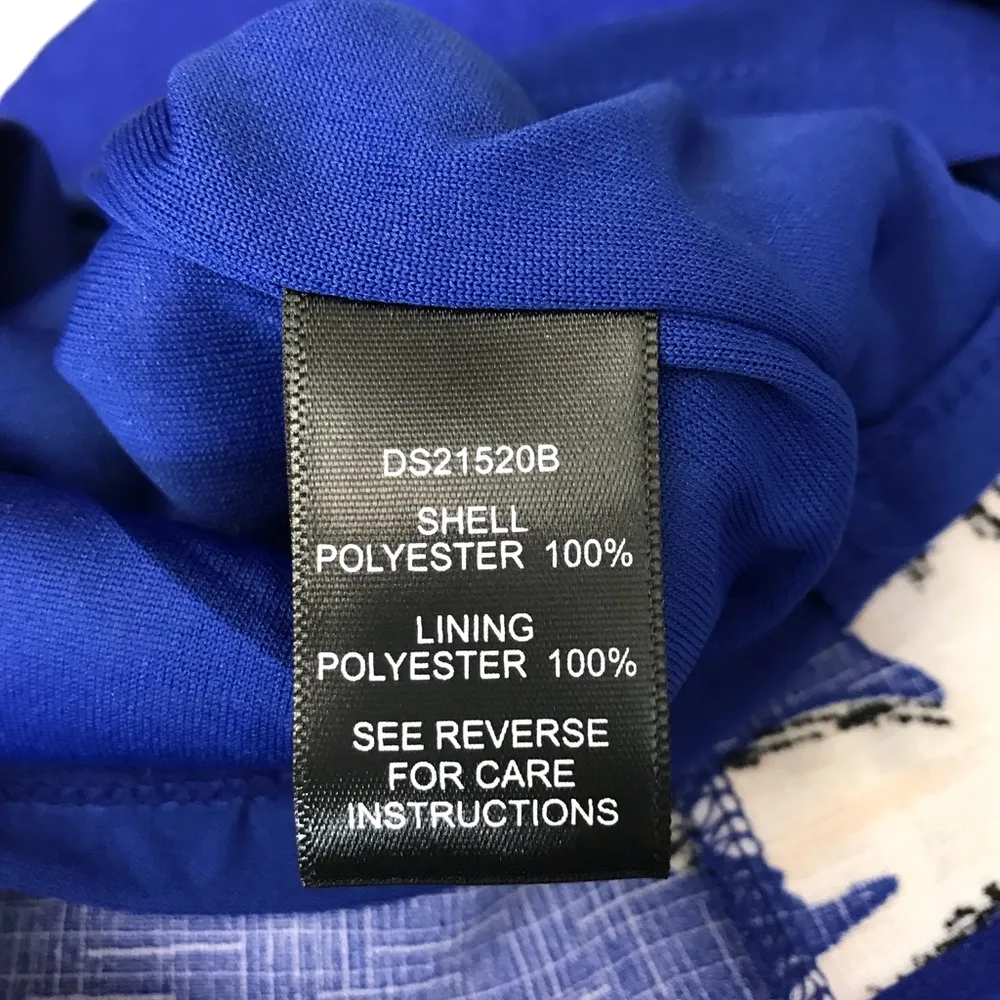 DS21520B
SHELL
POLYESTER 100%
LINING
POLYESTER 100%
SEE REVERSE
FOR CARE
INSTRUCTIONS